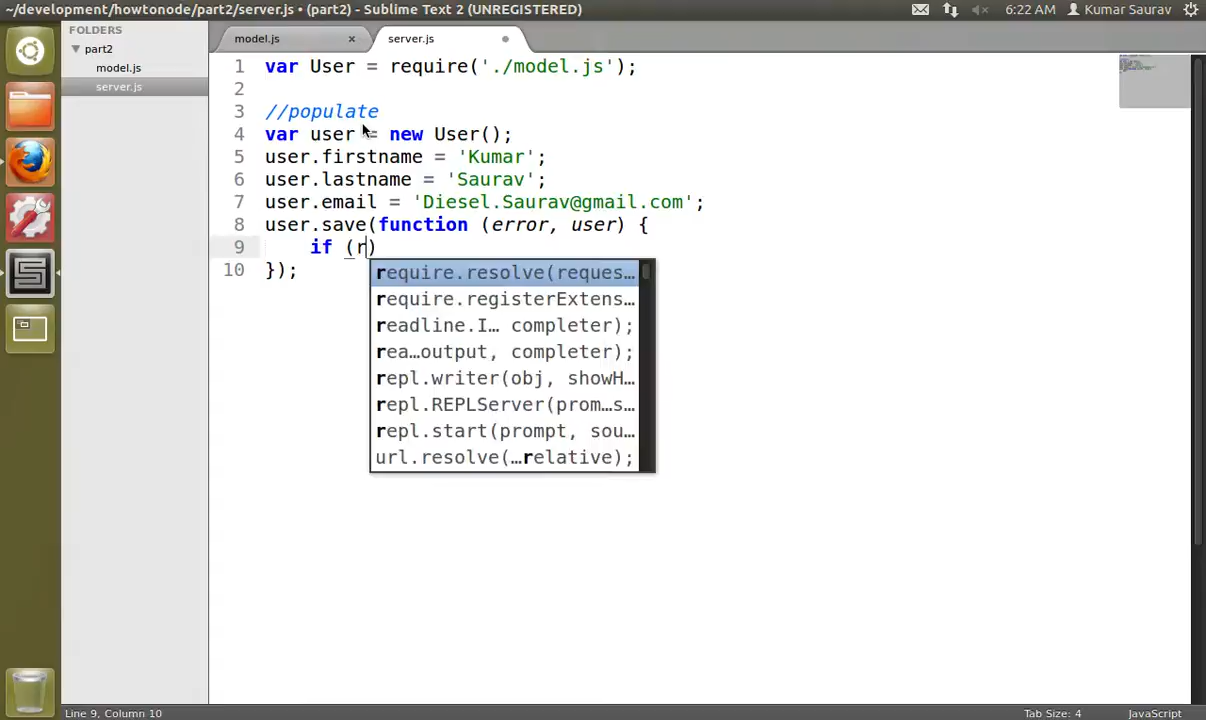 ~/development/howtonode/part2/server.js • (part2) - Sublime Text 2 (UNREGISTERED)
6:22 AM
Kumar Saurav
FOLDERS
part2
model.js
server.js
model.js ×
server.js
1 var User = require('./model.js');
2
3 //populate
4 var user = new User();
5 user.firstname = 'Kumar';
6 user.lastname = 'Saurav';
7 user.email = 'Diesel.Saurav@gmail.com';
8 user.save(function (error, user) {
9 if (r)
10 });
require.resolve(reques…
require.registerExtens…
readline.I… completer);
rea…output, completer);
repl.writer(obj, showH…
repl.REPLServer(prom…s…
repl.start(prompt, sou…
url.resolve(…relative);
Line 9, Column 10
Tab Size: 4
JavaScript